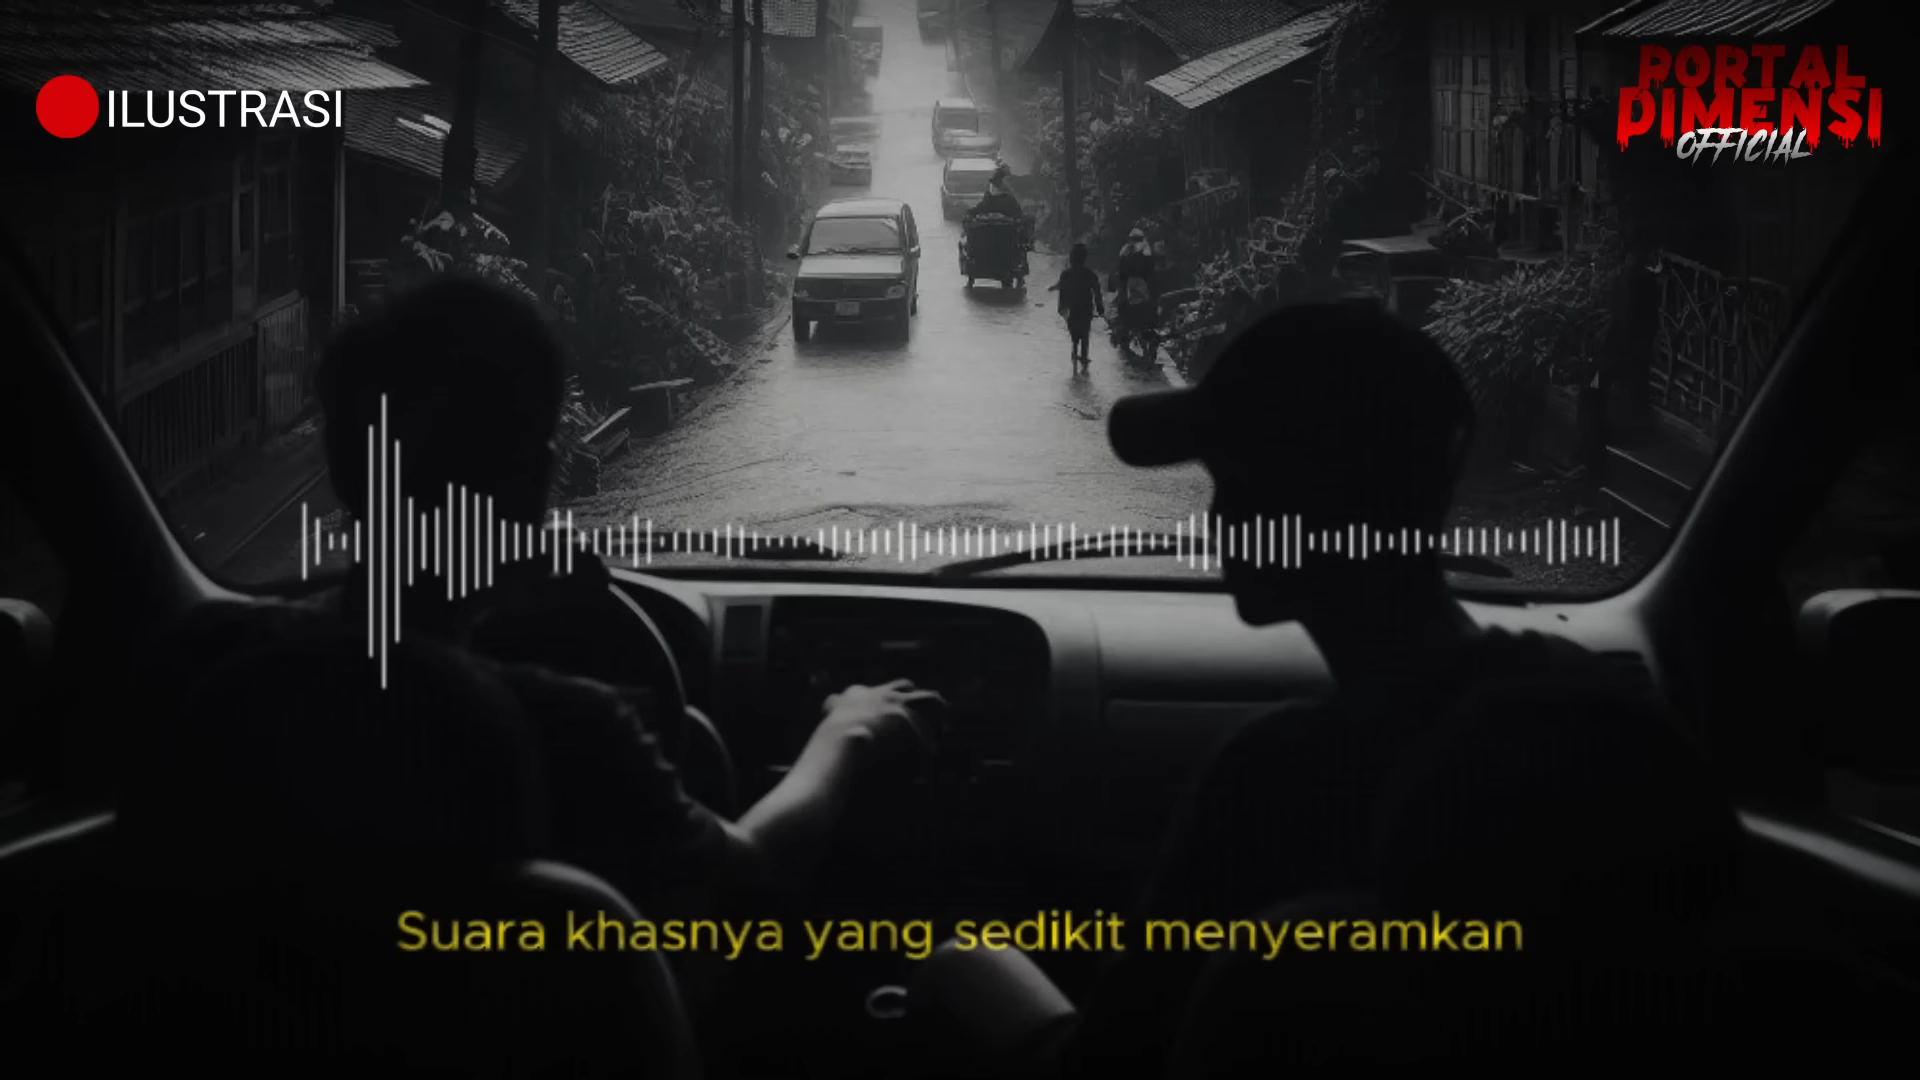 ILUSTRASI
PORTAL
DIMENSI
OFFICIAL
Suara khasnya yang sedikit menyeramkan